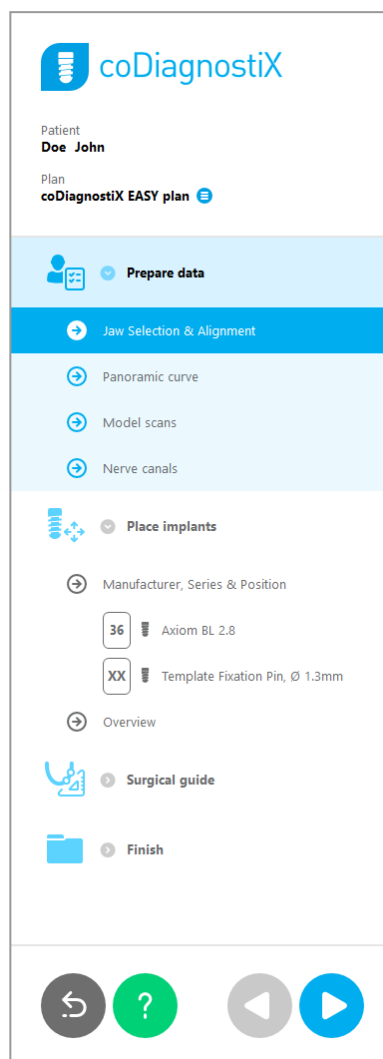 coDiagnostiX
Patient
Doe John
Plan
coDiagnostiX EASY plan
Prepare data
Jaw Selection & Alignment
Panoramic curve
Model scans
Nerve canals
Place implants
Manufacturer, Series & Position
36 Axiom BL 2.8
XX Template Fixation Pin, Ø 1.3mm
Overview
Surgical guide
Finish
?